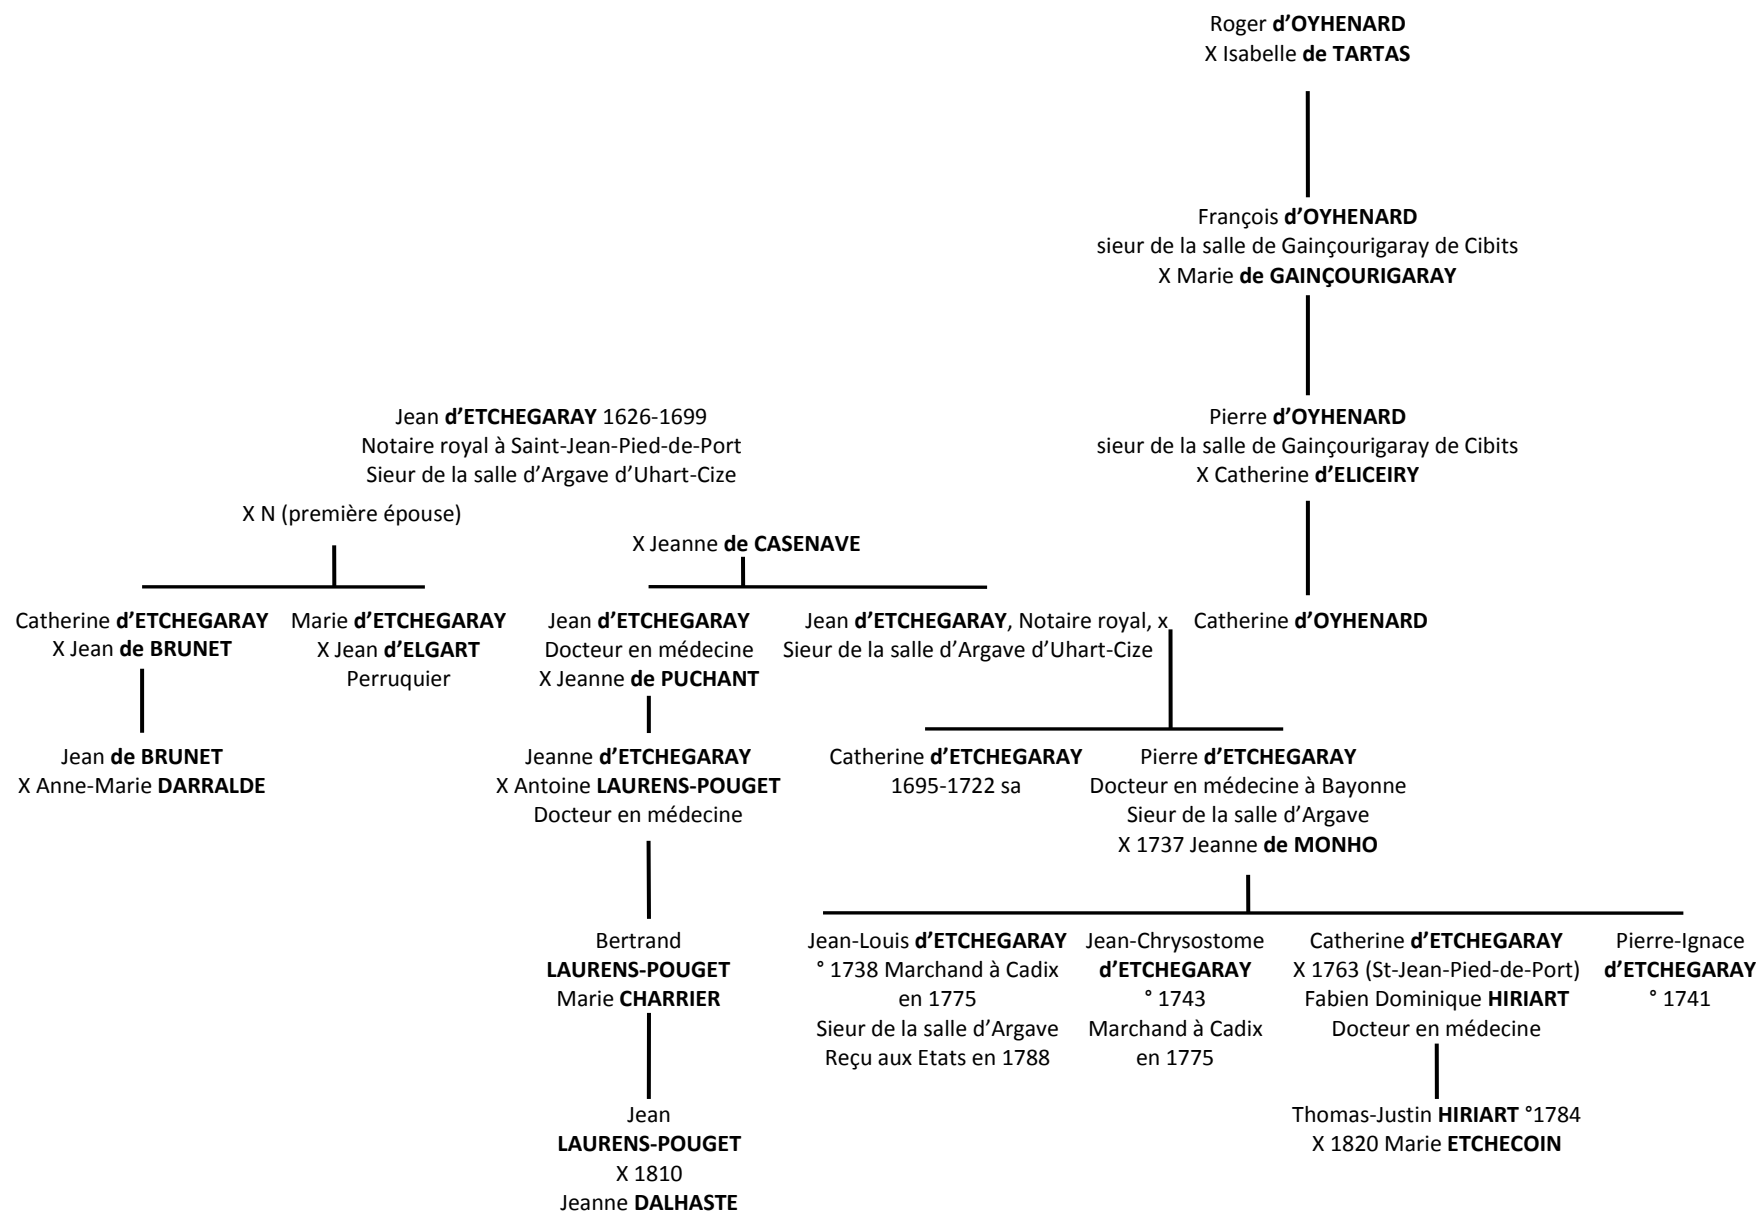 Roger d’OYHENARD
X Isabelle de TARTAS
François d’OYHENARD
sieur de la salle de Gainçourigaray de Cibits
X Marie de GAINÇOURIGARAY
Jean d’ETCHEGARAY 1626-1699
Notaire royal à Saint-Jean-Pied-de-Port
Sieur de la salle d’Argave d’Uhart-Cize
Pierre d’OYHENARD
sieur de la salle de Gainçourigaray de Cibits
X Catherine d’ELICEIRY
X N (première épouse)
X Jeanne de CASENAVE
Catherine d’ETCHEGARAY
X Jean de BRUNET
Marie d’ETCHEGARAY
X Jean d’ELGART
Perruquier
Jean d’ETCHEGARAY
Docteur en médecine
X Jeanne de PUCHANT
Jean d’ETCHEGARAY, Notaire royal, x
Sieur de la salle d’Argave d’Uhart-Cize
Catherine d’OYHENARD
Jean de BRUNET
X Anne-Marie DARRALDE
Jeanne d’ETCHEGARAY
X Antoine LAURENS-POUGET
Docteur en médecine
Catherine d’ETCHEGARAY
1695-1722 sa
Pierre d’ETCHEGARAY
Docteur en médecine à Bayonne
Sieur de la salle d’Argave
X 1737 Jeanne de MONHO
Bertrand
LAURENS-POUGET
Marie CHARRIER
Jean-Louis d’ETCHEGARAY
° 1738 Marchand à Cadix
en 1775
Sieur de la salle d’Argave
Reçu aux Etats en 1788
Jean-Chrysostome
d’ETCHEGARAY
° 1743
Marchand à Cadix
en 1775
Catherine d’ETCHEGARAY
X 1763 (St-Jean-Pied-de-Port)
Fabien Dominique HIRIART
Docteur en médecine
Pierre-Ignace
d’ETCHEGARAY
° 1741
Jean
LAURENS-POUGET
X 1810
Jeanne DALHASTE
Thomas-Justin HIRIART °1784
X 1820 Marie ETCHECOIN